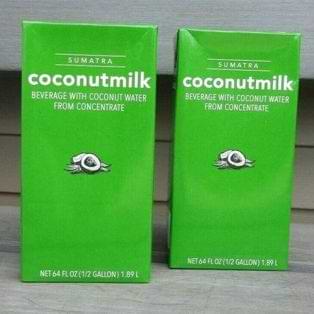 SUMATRA
coconutmilk
BEVERAGE WITH COCONUT WATER
FROM CONCENTRATE
NET 64 FL OZ (1/2 GALLON) 1.89 L
SUMATRA
coconutmilk
BEVERAGE WITH COCONUT WATER
FROM CONCENTRATE
NET 64 FL OZ (1/2 GALLON) 1.89 L